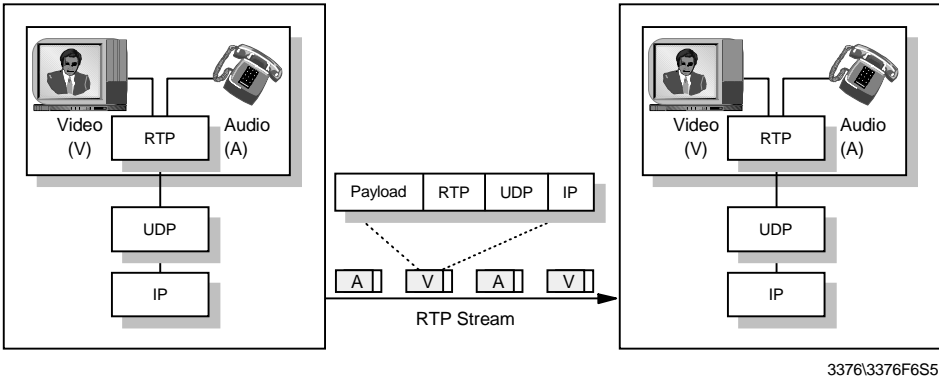 Video
(V)
RTP
Audio
(A)
UDP
IP
Payload RTP UDP IP
A V A V
RTP Stream
Video
(V)
RTP
Audio
(A)
UDP
IP
3376\3376F6S5